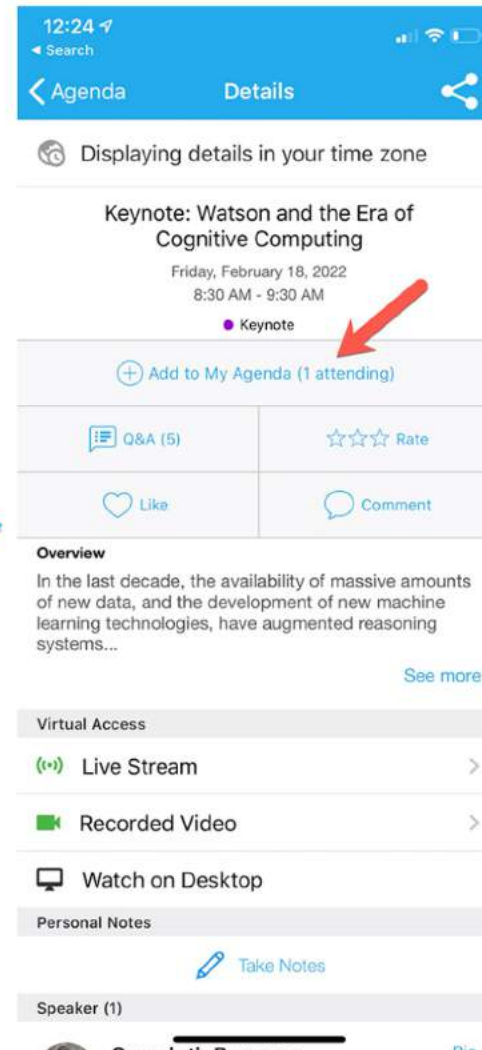 12:24
Search
Agenda
Details
Displaying details in your time zone
Keynote: Watson and the Era of
Cognitive Computing
Friday, February 18, 2022
8:30 AM - 9:30 AM
Keynote
Add to My Agenda (1 attending)
Q&A (5)
Rate
Like
Comment
Overview
In the last decade, the availability of massive amounts
of new data, and the development of new machine
learning technologies, have augmented reasoning
systems...
See more
Virtual Access
Live Stream
Recorded Video
Watch on Desktop
Personal Notes
Take Notes
Speaker (1)